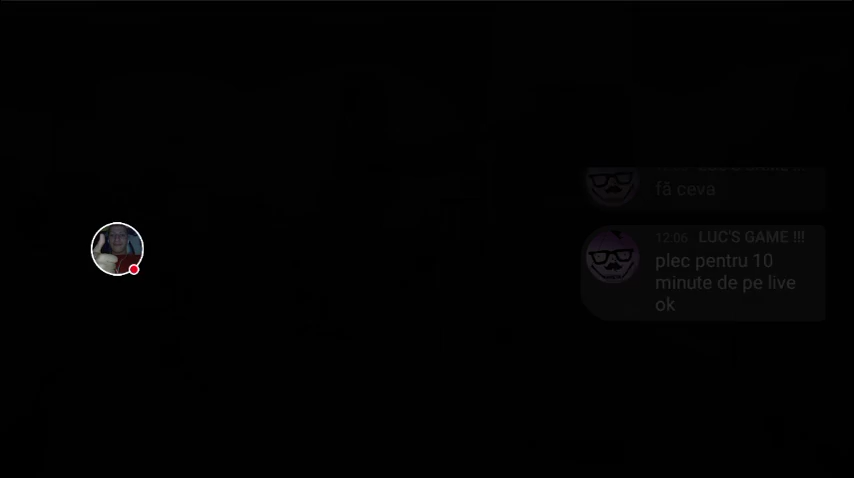 fă ceva
12.06 LUC'S GAME !!!
plec pentru 10
minute de pe live
ok